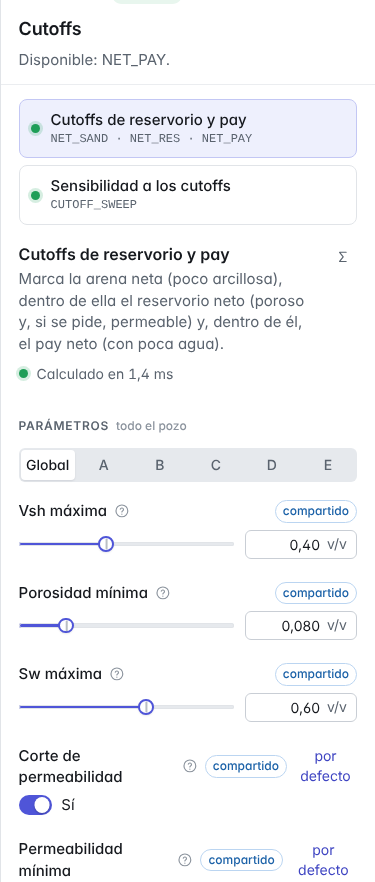 Cutoffs
Disponible: NET_PAY.
Cutoffs de reservorio y pay
NET_SAND · NET_RES · NET_PAY
Sensibilidad a los cutoffs
CUTOFF_SWEEP
Cutoffs de reservorio y pay Σ
Marca la arena neta (poco arcillosa),
dentro de ella el reservorio neto (poroso
y, si se pide, permeable) y, dentro de él,
el pay neto (con poca agua).
Calculado en 1,4 ms
PARÁMETROS todo el pozo
Global A B C D E
Vsh máxima ? compartido
0,40 v/v
Porosidad mínima ? compartido
0,080 v/v
Sw máxima ? compartido
0,60 v/v
Corte de
permeabilidad ? compartido por
defecto
Sí
Permeabilidad
mínima ? compartido por
defecto